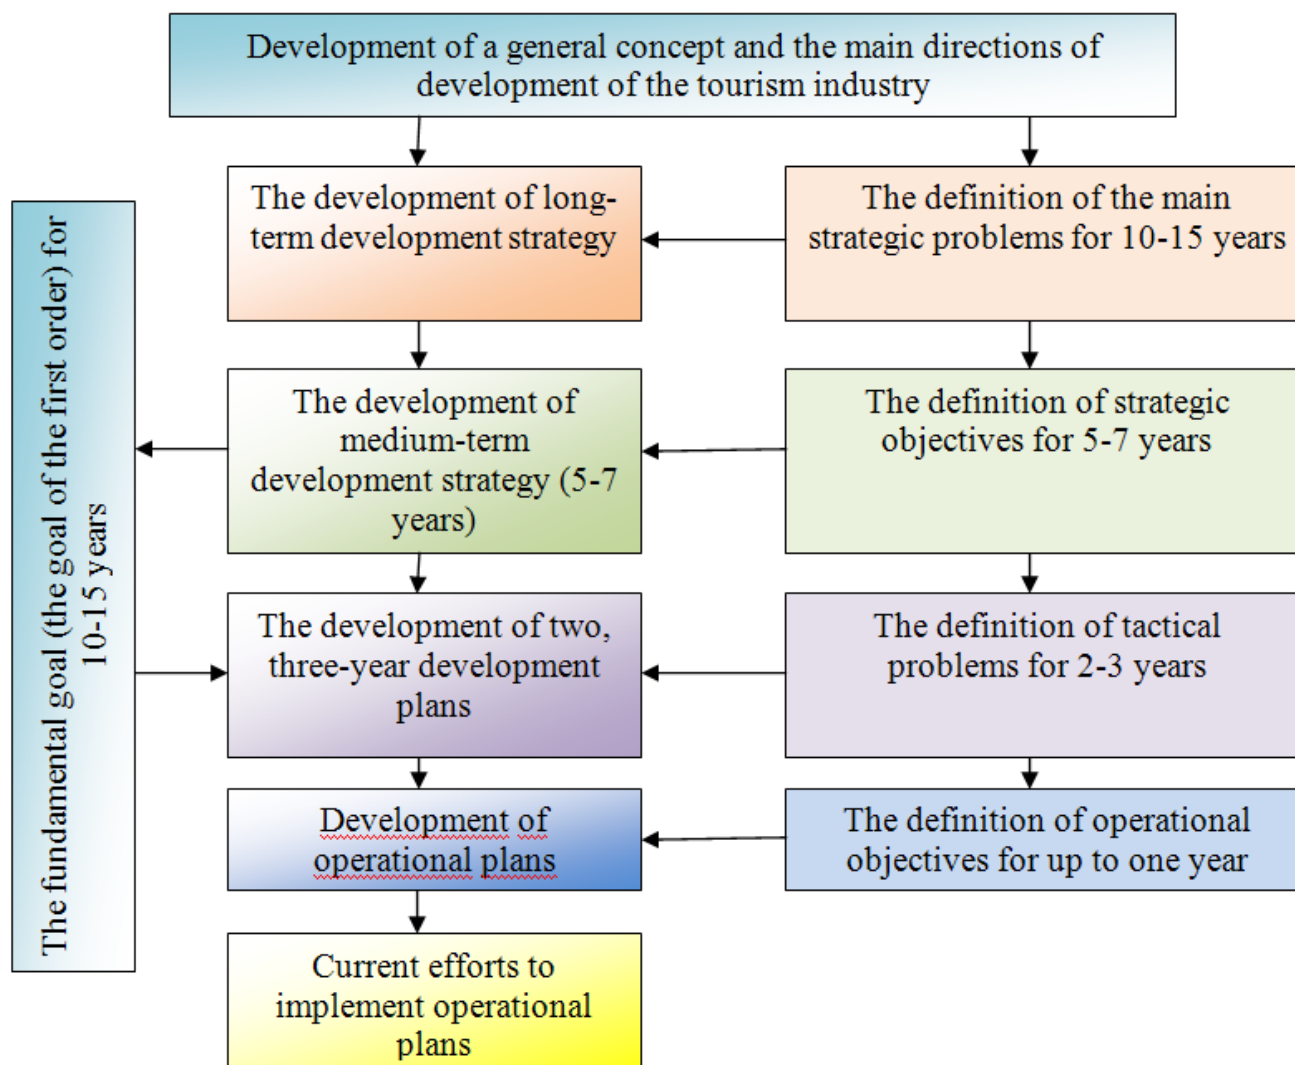 Development of a general concept and the main directions of
development of the tourism industry
The development of long-
term development strategy
The definition of the main
strategic problems for 10-15 years
The fundamental goal (the goal of the first order) for
10-15 years
The development of
medium-term
development strategy (5-7
years)
The definition of strategic
objectives for 5-7 years
The development of two,
three-year development
plans
The definition of tactical
problems for 2-3 years
Development of
operational plans
The definition of operational
objectives for up to one year
Current efforts to
implement operational
plans